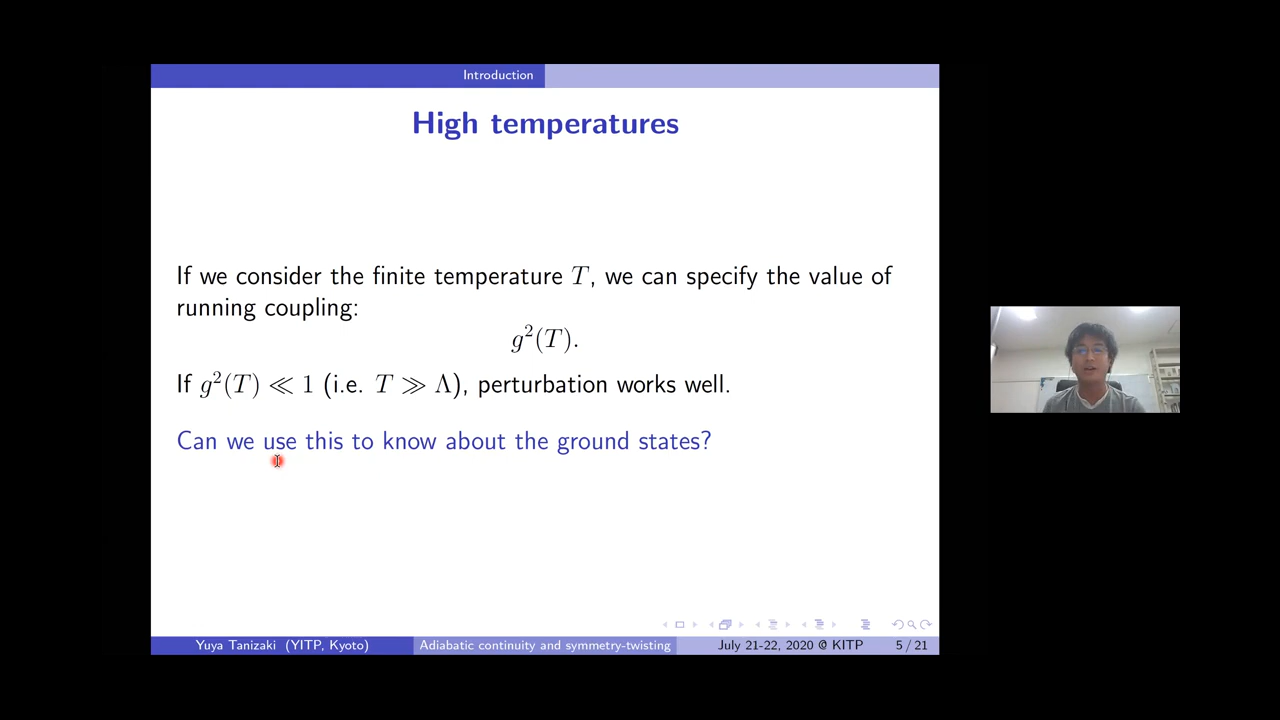 Introduction
High temperatures
If we consider the finite temperature T, we can specify the value of
running coupling:
g²(T).
If g²(T) ≪ 1 (i.e. T ≫ Λ), perturbation works well.
Can we use this to know about the ground states?
Yuya Tanizaki (YITP, Kyoto) Adiabatic continuity and symmetry-twisting July 21-22, 2020 @ KITP 5 / 21